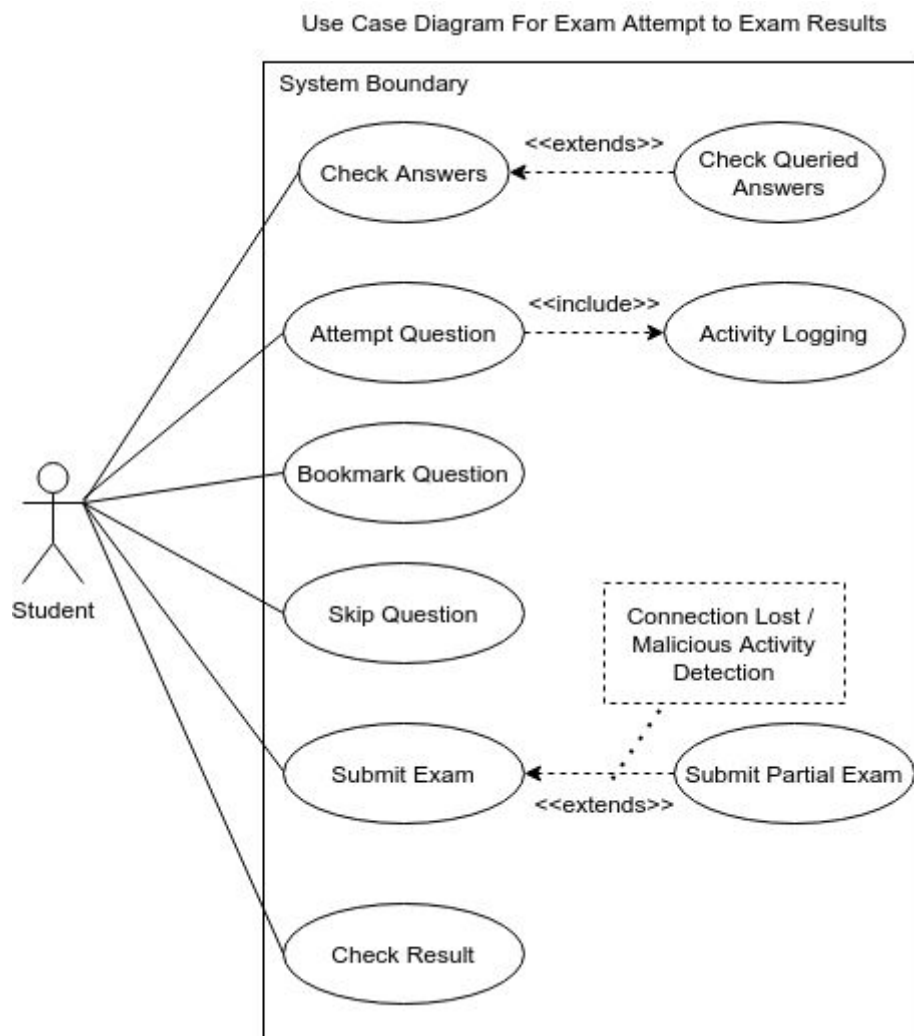 Use Case Diagram For Exam Attempt to Exam Results
System Boundary
<<extends>>
Check Answers
Check Queried
Answers
<<include>>
Attempt Question
Activity Logging
Bookmark Question
Student
Skip Question
Connection Lost /
Malicious Activity
Detection
Submit Exam
Submit Partial Exam
<<extends>>
Check Result